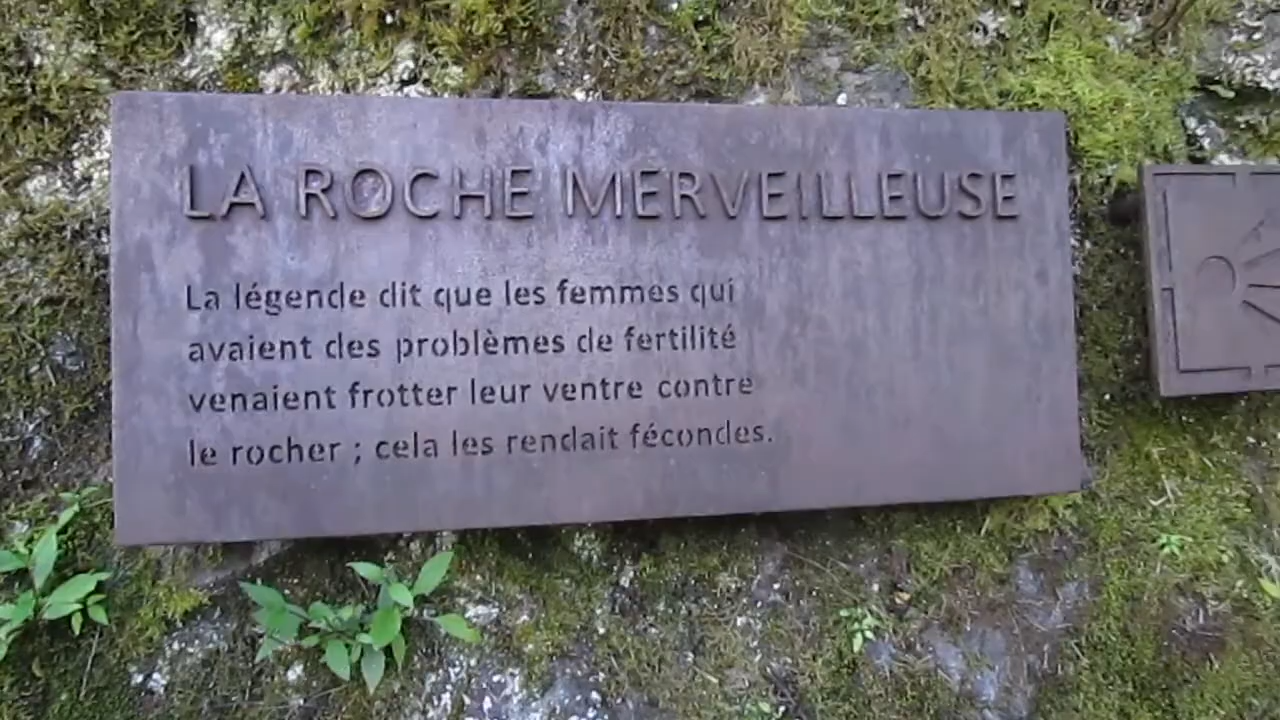 LA ROCHE MERVEILLEUSE
La légende dit que les femmes qui
avaient des problèmes de fertilité
venaient frotter leur ventre contre
le rocher ; cela les rendait fécondes.